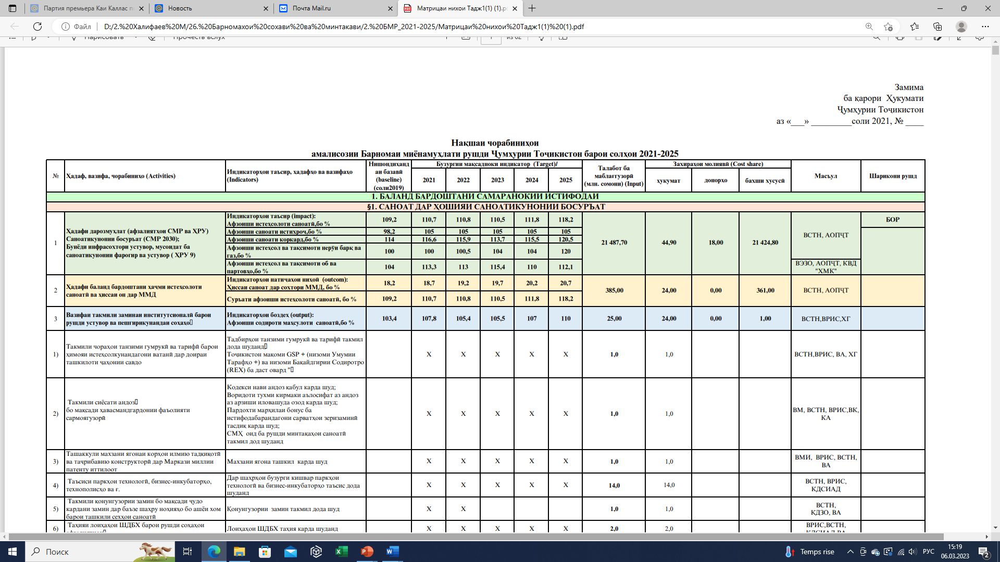 Партия премьера Каи Каллас п
Новость
Почта Mail.ru
Матрицаи нихои Тадж1(1) (1).pd
Файл
D:/2.%20Халифаев%20М/26.%20Барномахои%20сохави%20ва%20минтакави/2.%20БМР_2021-2025/Матрицаи%20нихои%20Тадж1(1)%20(1).pdf
Замима
ба қарори Ҳукумати
Ҷумҳурии Тоҷикистон
аз «___» _________соли 2021, № ____
Нақшаи чорабиниҳои
амалисозии Барномаи миёнамуҳлати рушди Ҷумҳурии Тоҷикистон барои солҳои 2021-2025
№
Ҳадаф, вазифа, чорабиниҳо (Activities)
Индикаторҳои таъсир, ҳадафҳо ва вазифаҳо
(Indicators)
Нишондиҳанд
аи базавӣ
(baseline)
(соли2019)
Бузургии мақсадноки индикатор (Target)/
2021 2022 2023 2024 2025
Талабот ба
маблағгузорӣ
(млн. сомони) (Input)
Захираҳои молиявӣ (Cost share)
ҳукумат донорҳо бахши хусусӣ
Масъул
Шарикони рушд
1. БАЛАНД БАРДОШТАНИ САМАРАНОКИИ ИСТИФОДАИ
§1. САНОАТ ДАР ҲОШИЯИ САНОАТИКУНОНИИ БОСУРЪАТ
1
Ҳадафи дарозмуҳлат (афзалиятҳои СМР ва ҲРУ)
Саноатикунонии босуръат (СМР 2030);
Бунёди инфрасохтори устувор, мусоидат ба
саноатикунонии фарогир ва устувор ( ҲРУ 9)
Индикаторҳои таъсир (impact):
Афзоиши истеҳсолоти саноатӣ,бо %
109,2 110,7 110,8 110,5 111,8 118,2
Афзоиши саноати истихроҷ,бо %
98,2 105 105 105 105 105
Афзоиши саноати коркард,бо %
114 116,6 115,9 113,7 115,5 120,5
Афзоиши истеҳсол ва тақсимоти нерӯи барқ ва
газ,бо %
100 100 100,5 104 104 120
Афзоиши истеҳсол ва тақсимоти об ва
партовҳо,бо %
104 113,3 113 115,4 110 112,1
21 487,70 44,90 18,00 21 424,80
ВСТН, АОПҶТ
ВЭЗО, АОПҶТ, КВД
"ХМК"
БОР
2
Ҳадафи баланд бардоштани ҳаҷми истеҳсолоти
саноатӣ ва ҳиссаи он дар ММД
Индикаторҳои натиҷаҳои ниҳоӣ (outcom):
Ҳиссаи саноат дар сохтори ММД, бо %
18,2 18,7 19,2 19,7 20,2 20,7
Суръати афзоиши истеҳсолоти саноатӣ, бо %
109,2 110,7 110,8 110,5 111,8 118,2
385,00 24,00 0,00 361,00
ВСТН, АОПҶТ
3
Вазифаи такмили заминаи институтсионалӣ барои
рушди устувор ва пешгирикунандаи соҳаҳо
Индикаторҳои боздеҳ (output):
Афзоиши содироти маҳсулоти саноатӣ,бо %
103,4 107,8 105,4 105,5 107 110
25,00 24,00 0,00 1,00
ВСТН,ВРИС,ХГ
1)
Такмили чораҳои танзими гумрукӣ ва тарифӣ барои
ҳимояи истеҳсолкунандагони ватанӣ дар доираи
ташкилоти ҷаҳонии савдо
Тадбирҳои танзими гумрукӣ ва тарифӣ такмил
дода шуданд
Тоҷикистон мақоми GSP + (низоми Умумии
Тарафҳо +) ва низоми Бақайдгирии Содиротро
(REX) ба даст овард "
X X X X X
1,0 1,0
ВСТН,ВРИС, ВА, ХГ
2)
Такмили сиёсати андоз
бо мақсади ҳавасмандгардонии фаъолияти
сармоягузорӣ
Кодекси нави андоз қабул карда шуд;
Воридоти тухми кирмаки аълосифат аз андоз
аз арзиши иловашуда озод карда шуд;
Пардохти марҳилаи бонус ба
истифодабарандагони сарватҳои зеризаминӣ
тасдиқ карда шуд;
СМҲ оид ба рушди минтақаҳои саноатӣ
такмил дод шуданд
X X X X X
1,0 1,0
ВМ, ВСТН, ВРИС,ВК,
КА
3)
Ташаккули махзани ягонаи корҳои илмию тадқиқотӣ
ва таҷрибавию конструкторӣ дар Маркази миллии
патенту иттилоот
Махзани ягона ташкил карда шуд
X X X X X
1,0 1,0
ВМИ, ВРИС, ВСТН,
ВА
4)
Таъсиси паркҳои технологӣ, бизнес-инкубаторҳо,
технополисҳо ва ғ.
Дар шаҳрҳои бузурги кишвар паркҳои
технологӣ ва бизнес-инкубаторҳо таъсис дода
шуданд
X X X X X
14,0 14,0
ВСТН, ВРИС,
КДСИАД
5)
Такмили қонунгузории замин бо мақсади ҷудо
кардани замин дар баъзе шаҳру ноҳияҳо бо ашёи хом
барои ташкили сехҳои саноатӣ
Қонунгузории замин такмил дода шуд
X X
1,0 1,0
ВСТН,
КДЗО, ВА
6)
Таҳияи лоиҳаҳои ШДБХ барои рушди соҳаҳои
Лоиҳаҳои ШДБХ таҳия карда шуданд
X X X X X
2,0 2,0
ВРИС,ВСТН,
Поиск
Temps rise
РУС
15:19
06.03.2023
2